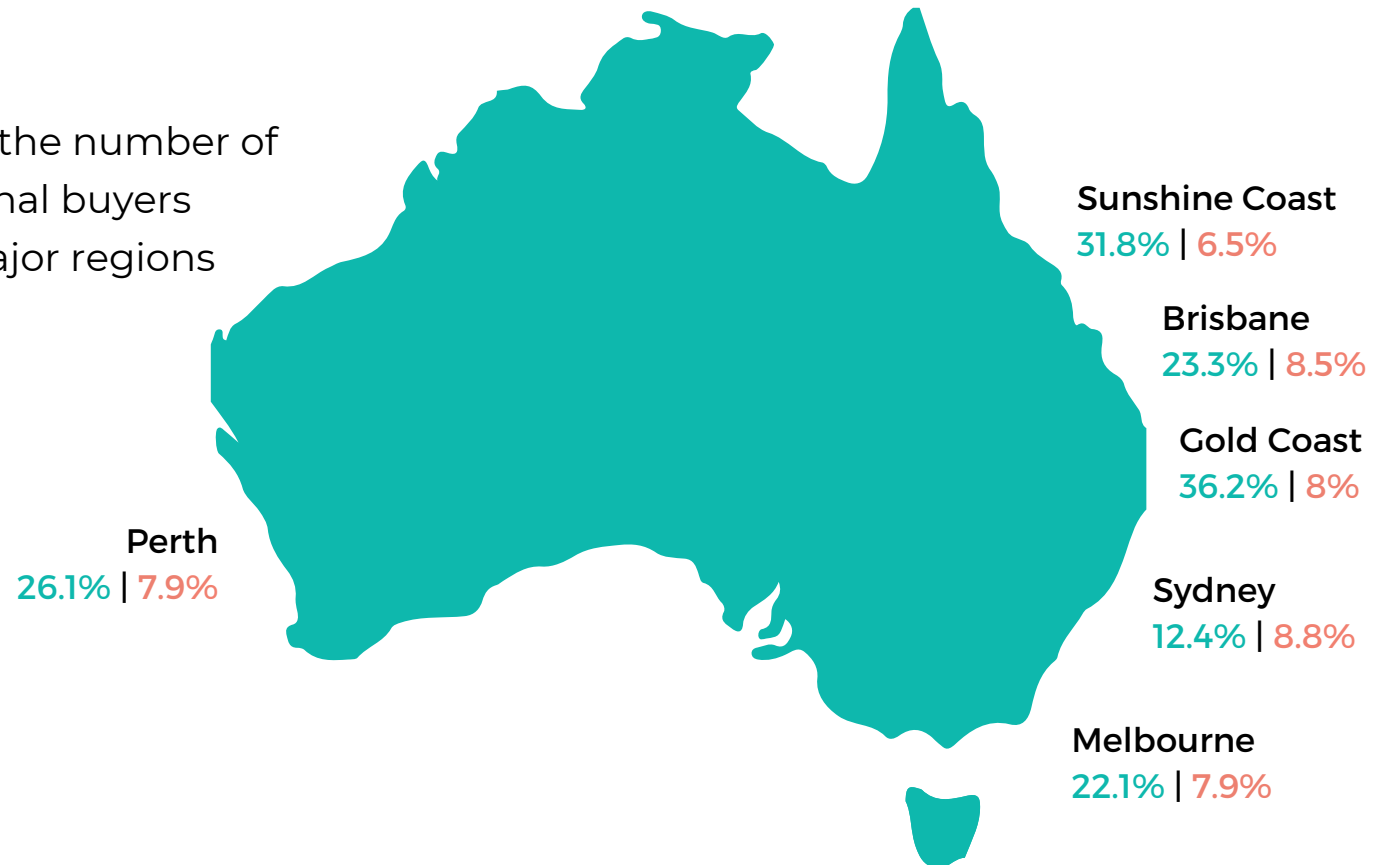 the number of
nal buyers
ajor regions
Sunshine Coast
31.8% | 6.5%
Brisbane
23.3% | 8.5%
Gold Coast
36.2% | 8%
Perth
26.1% | 7.9%
Sydney
12.4% | 8.8%
Melbourne
22.1% | 7.9%